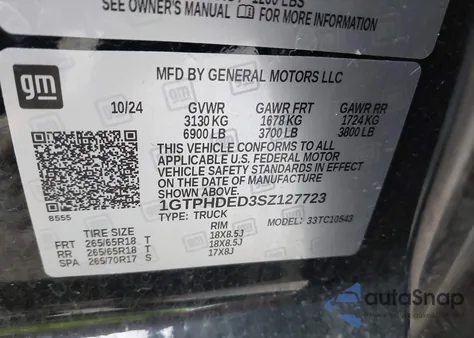 1200 LBS
SEE OWNER'S MANUAL FOR MORE INFORMATION
gm
MFD BY GENERAL MOTORS LLC
10/24 GVWR GAWR FRT GAWR RR
3130 KG 1678 KG 1724 KG
6900 LB 3700 LB 3800 LB
THIS VEHICLE CONFORMS TO ALL
APPLICABLE U.S. FEDERAL MOTOR
VEHICLE SAFETY STANDARDS IN EFFECT
ON THE DATE OF MANUFACTURE
SHOWN ABOVE.
1GTPHDED3SZ127723
8555
TYPE: TRUCK MODEL: 33TC10543
TIRE SIZE RIM
FRT 265/65R18 T 18X8.5J
RR 265/65R18 T 18X8.5J
SPA 265/70R17 S 17X8J
autoSnap